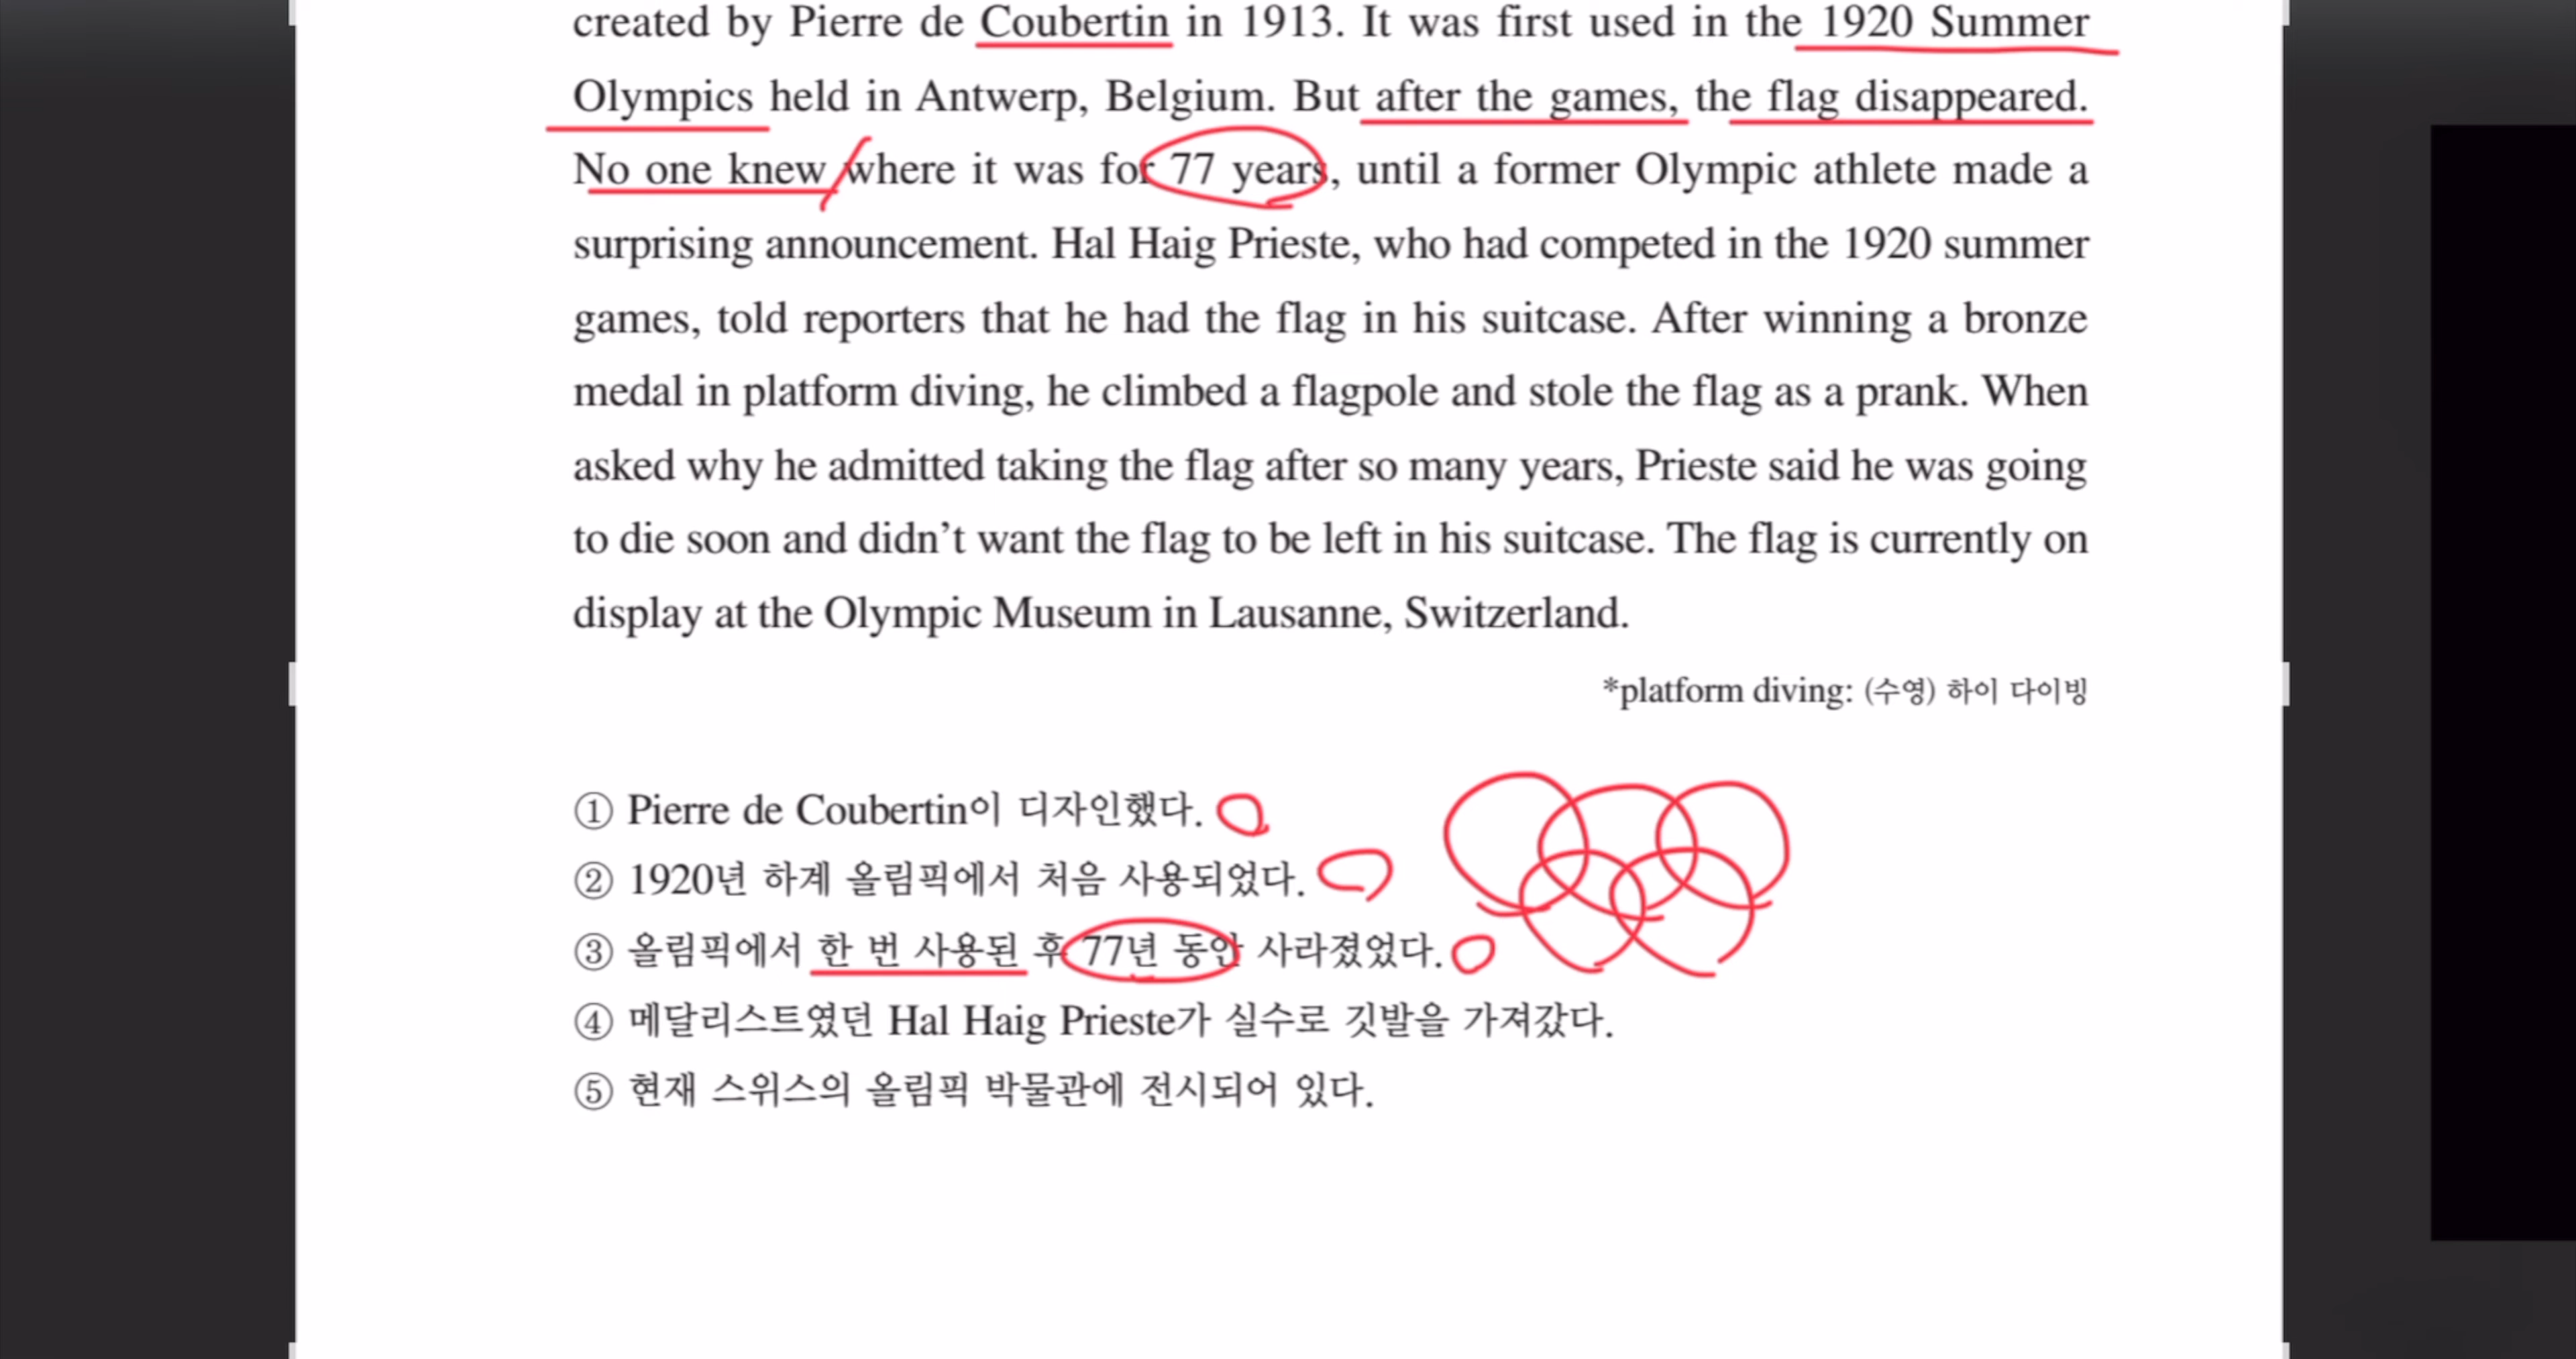 created by Pierre de Coubertin in 1913. It was first used in the 1920 Summer
Olympics held in Antwerp, Belgium. But after the games, the flag disappeared.
No one knew where it was for 77 years, until a former Olympic athlete made a
surprising announcement. Hal Haig Prieste, who had competed in the 1920 summer
games, told reporters that he had the flag in his suitcase. After winning a bronze
medal in platform diving, he climbed a flagpole and stole the flag as a prank. When
asked why he admitted taking the flag after so many years, Prieste said he was going
to die soon and didn’t want the flag to be left in his suitcase. The flag is currently on
display at the Olympic Museum in Lausanne, Switzerland.
*platform diving: (수영) 하이 다이빙
① Pierre de Coubertin이 디자인했다.
② 1920년 하계 올림픽에서 처음 사용되었다.
③ 올림픽에서 한 번 사용된 후 77년 동안 사라졌었다.
④ 메달리스트였던 Hal Haig Prieste가 실수로 깃발을 가져갔다.
⑤ 현재 스위스의 올림픽 박물관에 전시되어 있다.